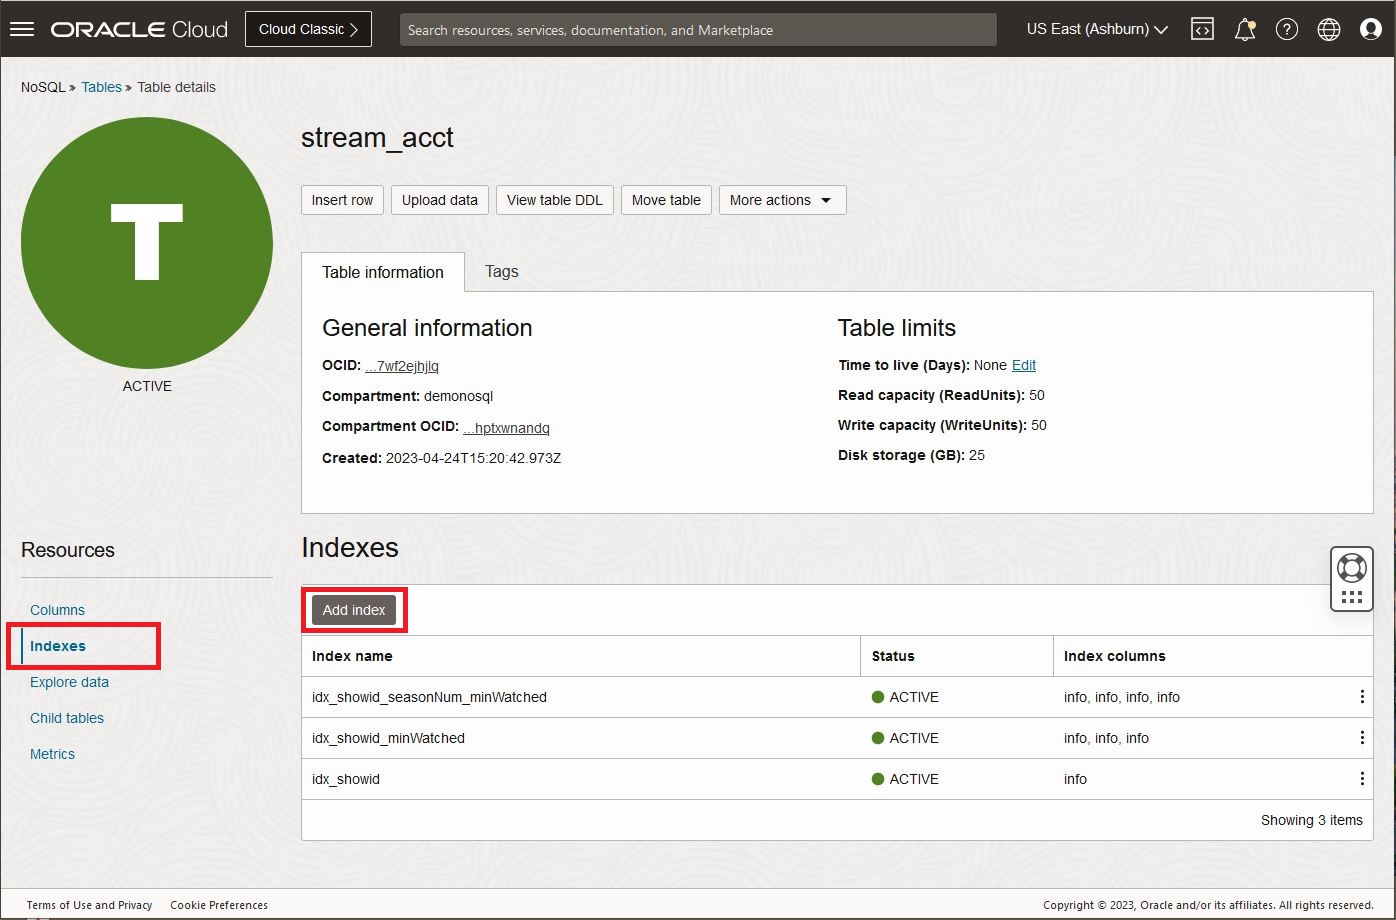 ORACLE Cloud Cloud Classic Search resources, services, documentation, and Marketplace US East (Ashburn)
NoSQL » Tables » Table details
T
ACTIVE
stream_acct
Insert row View table DDL Upload data Move table More actions
Table information Tags
General information
OCID: ...7wf2ejhjlq
Compartment: demonosql
Compartment OCID: ...hptxwnandq
Created: 2023-04-24T15:20:42.973Z
Table limits
Time to live (Days): None Edit
Read capacity (ReadUnits): 50
Write capacity (WriteUnits): 50
Disk storage (GB): 25
Resources
Columns
Indexes
Explore data
Child tables
Metrics
Indexes
Add index
Index name Status Index columns
idx_showid_seasonNum_minWatched ACTIVE info, info, info, info
idx_showid_minWatched ACTIVE info, info, info
idx_showid ACTIVE info
Showing 3 items
Terms of Use and Privacy Cookie Preferences Copyright © 2023, Oracle and/or its affiliates. All rights reserved.